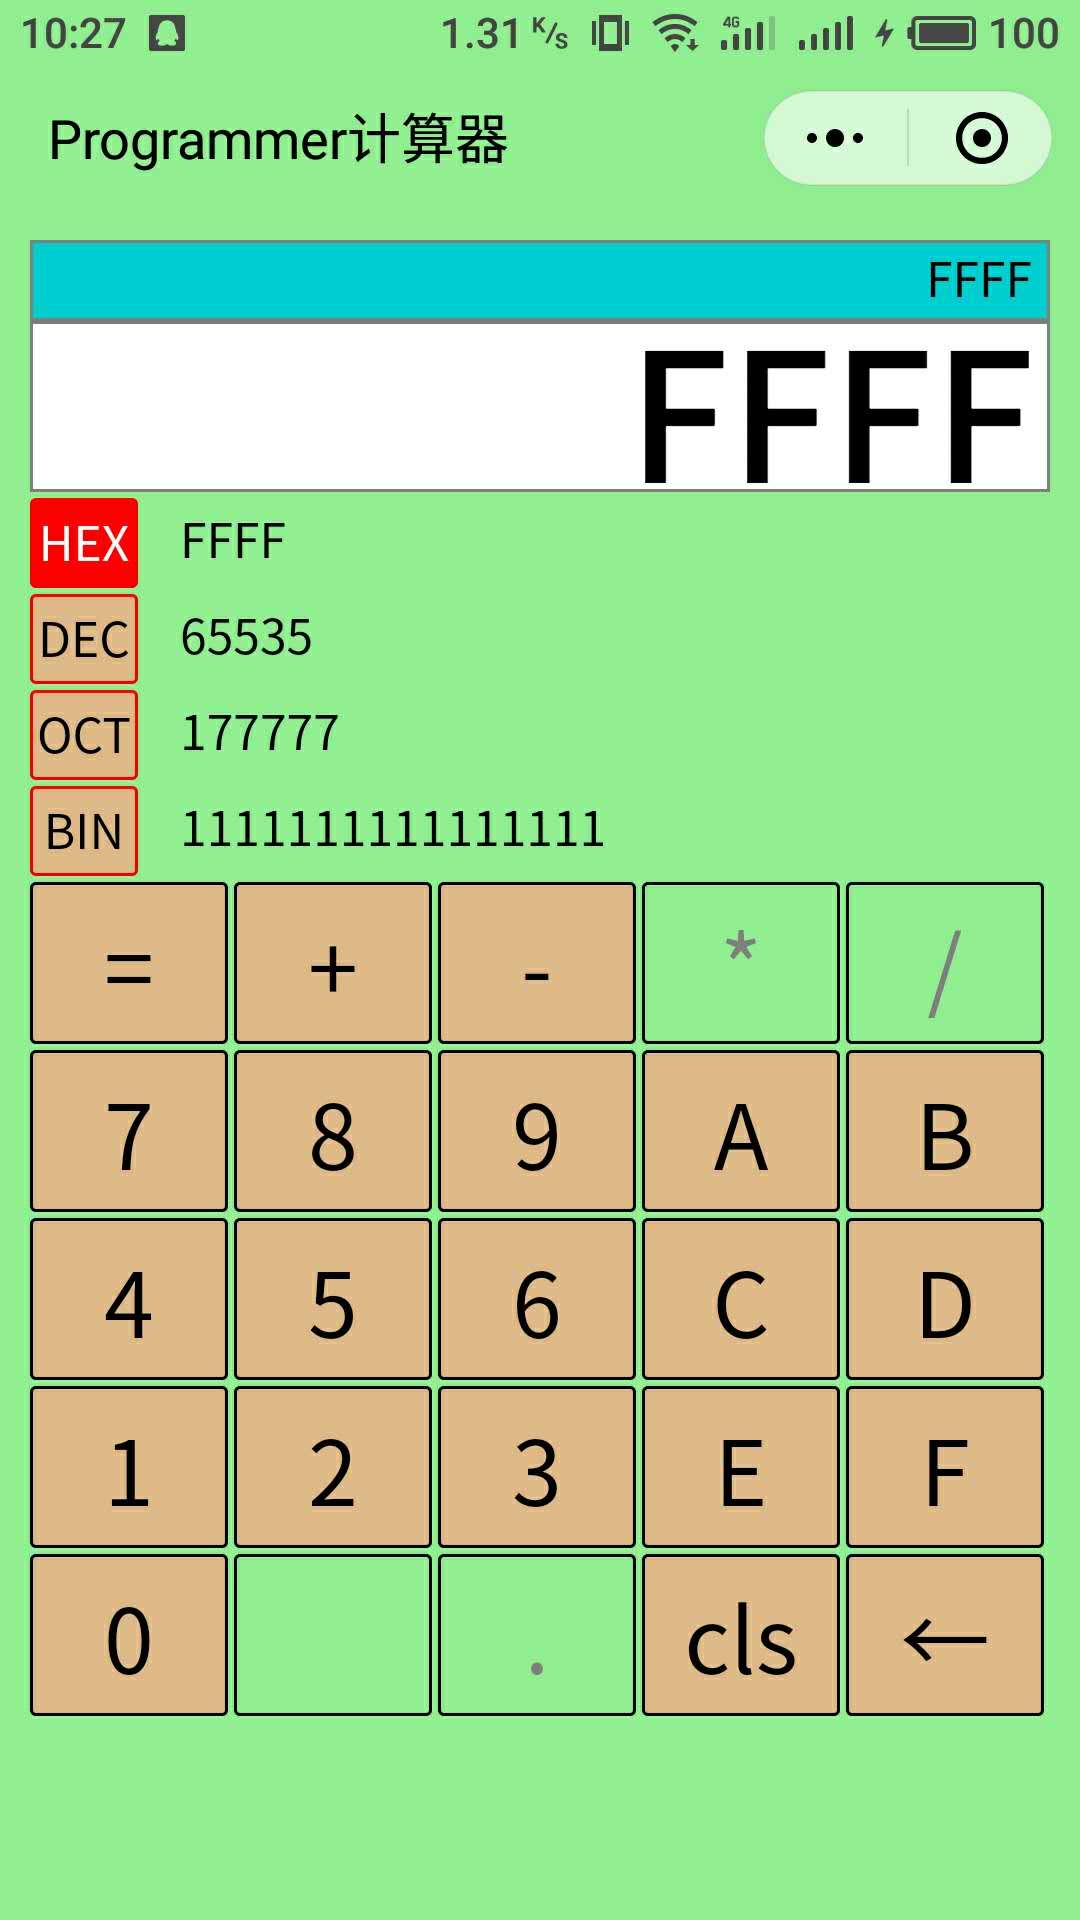 10:27 1.31 K/s 4G 100
Programmer计算器
FFFF
FFFF
HEX FFFF
DEC 65535
OCT 177777
BIN 1111111111111111
= + - * /
7 8 9 A B
4 5 6 C D
1 2 3 E F
0 . cls ←